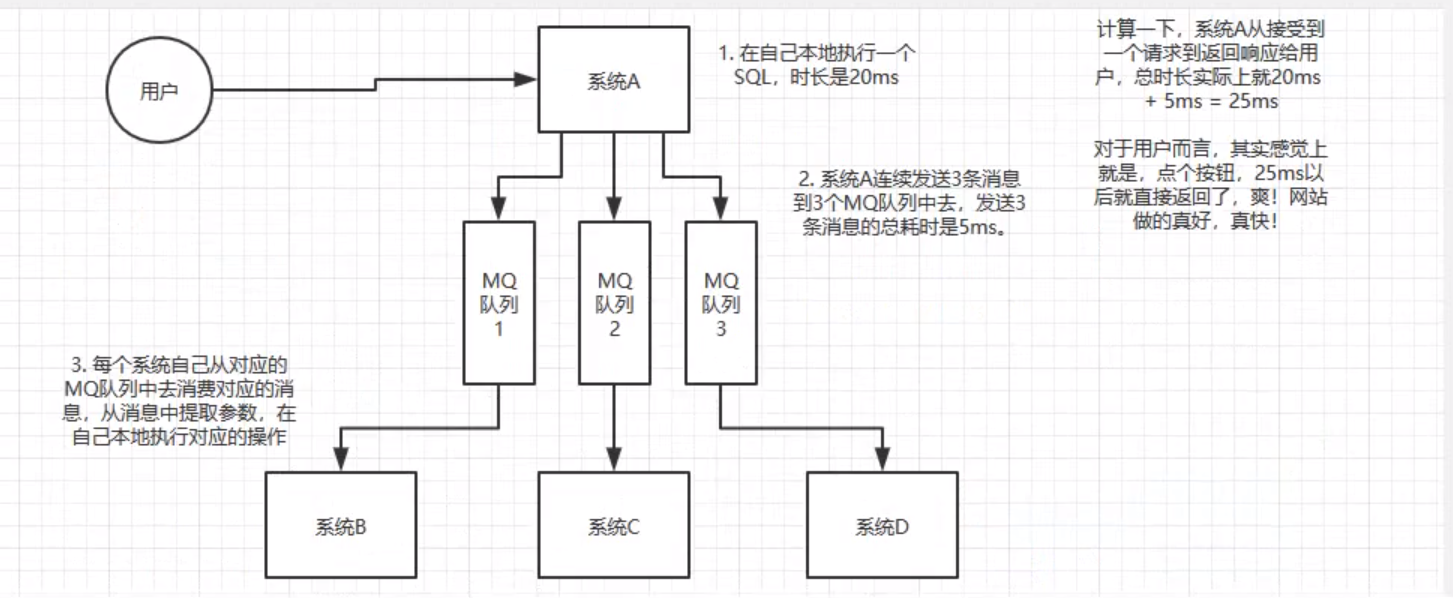 用户
系统A
1. 在自己本地执行一个
SQL，时长是20ms
计算一下，系统A从接受到
一个请求到返回响应给用
户，总时长实际上就20ms
+ 5ms = 25ms
对于用户而言，其实感觉上
就是，点个按钮，25ms以
后就直接返回了，爽！网站
做的真好，真快！
2. 系统A连续发送3条消息
到3个MQ队列中去，发送3
条消息的总耗时是5ms。
MQ
队列
1
MQ
队列
2
MQ
队列
3
3. 每个系统自己从对应的
MQ队列中去消费对应的消
息，从消息中提取参数，在
自己本地执行对应的操作
系统B
系统C
系统D